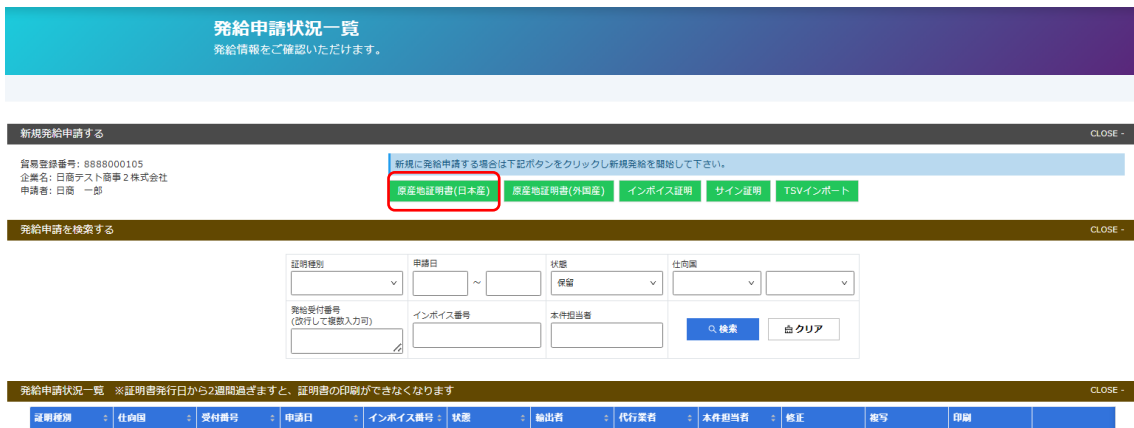 発給申請状況一覧
発給情報をご確認いただけます。
新規発給申請する CLOSE -
貿易登録番号: 8888000105
企業名: 日商テスト商事２株式会社
申請者: 日商 一郎
新規に発給申請する場合は下記ボタンをクリックし新規発給を開始して下さい。
原産地証明書(日本産) 原産地証明書(外国産) インボイス証明 サイン証明 TSVインポート
発給申請を検索する CLOSE -
証明種別 申請日 状態 仕向国
～ 保留
発給受付番号
(改行して複数入力可) インボイス番号 本件担当者
検索 クリア
発給申請状況一覧 ※証明書発行日から2週間過ぎますと、証明書の印刷ができなくなります CLOSE -
証明種別 仕向国 受付番号 申請日 インボイス番号 状態 輸出者 代行業者 本件担当者 修正 複写 印刷